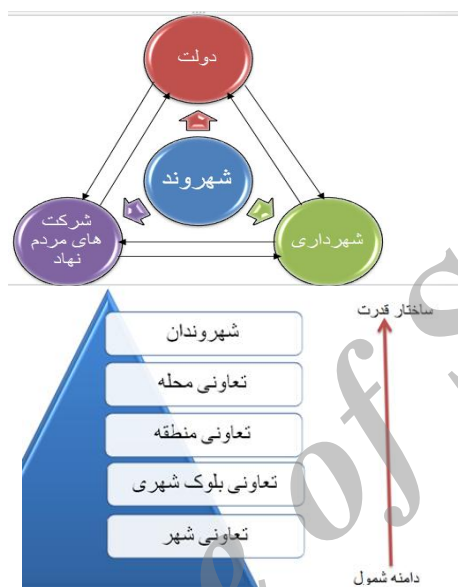 دولت
شهروند
شرکت
های مردم
نهاد
شهرداری
ساختار قدرت
شهروندان
تعاونی محله
تعاونی منطقه
تعاونی بلوک شهری
تعاونی شهر
دامنه شمول
of S